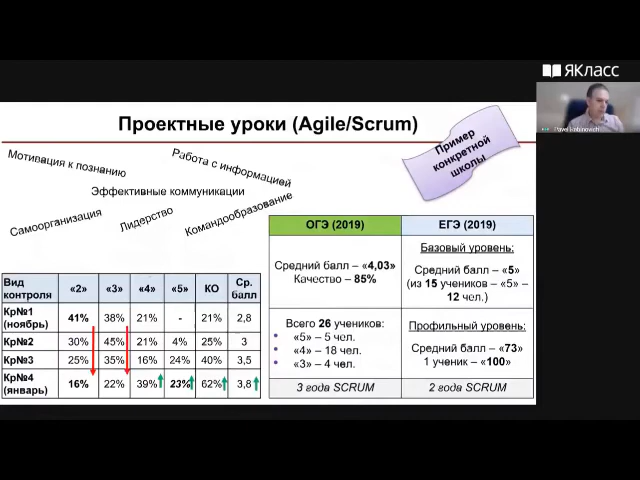 ЯКласс
Pavel Rabinovich
Проектные уроки (Agile/Scrum)
Пример
конкретной
школы
Мотивация к познанию
Работа с информацией
Эффективные коммуникации
Самоорганизация
Лидерство
Командообразование
ОГЭ (2019) ЕГЭ (2019)
Средний балл – «4,03»
Качество – 85%
Базовый уровень:
Средний балл – «5»
(из 15 учеников – «5» –
12 чел.)
Всего 26 учеников:
• «5» – 5 чел.
• «4» – 18 чел.
• «3» – 4 чел.
Профильный уровень:
Средний балл – «73»
1 ученик – «100»
3 года SCRUM 2 года SCRUM
Вид
контроля «2» «3» «4» «5» КО Ср.
балл
Кр№1
(ноябрь) 41% 38% 21% - 21% 2,8
Кр№2 30% 45% 21% 4% 25% 3
Кр№3 25% 35% 16% 24% 40% 3,5
Кр№4
(январь) 16% 22% 39% 23% 62% 3,8